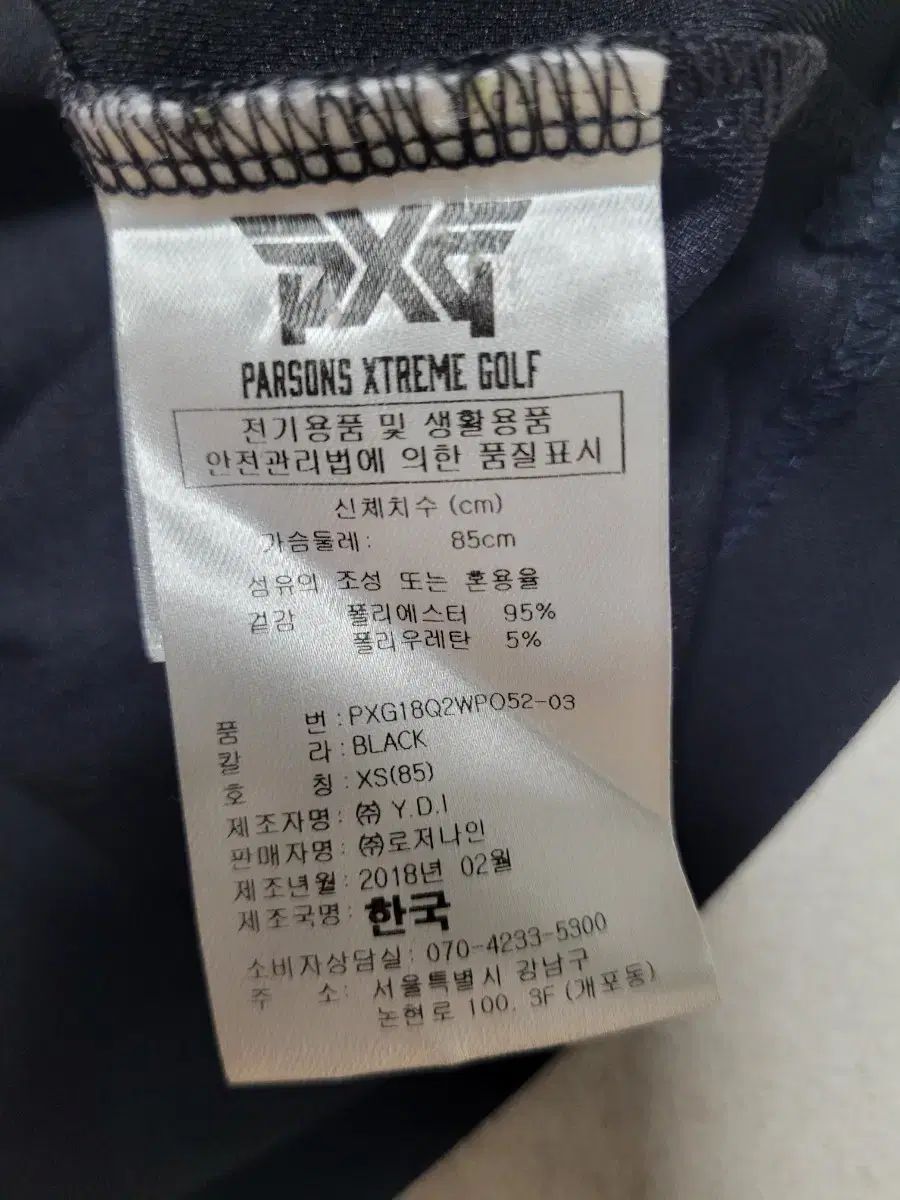 PXG
PARSONS XTREME GOLF
전기용품 및 생활용품
안전관리법에 의한 품질표시
신체치수 (cm)
가슴둘레: 85cm
섬유의 조성 또는 혼용율
겉감 폴리에스터 95%
폴리우레탄 5%
품 번 : PXG18Q2WPO52-03
칼 라 : BLACK
호 칭 : XS(85)
제조자명 : ㈜ Y.D.I
판매자명 : ㈜로저나인
제조년월 : 2018년 02월
제조국명 : 한국
소비자상담실 : 070-4233-5300
주 소 : 서울특별시 강남구
논현로 100, 3F (개포동)